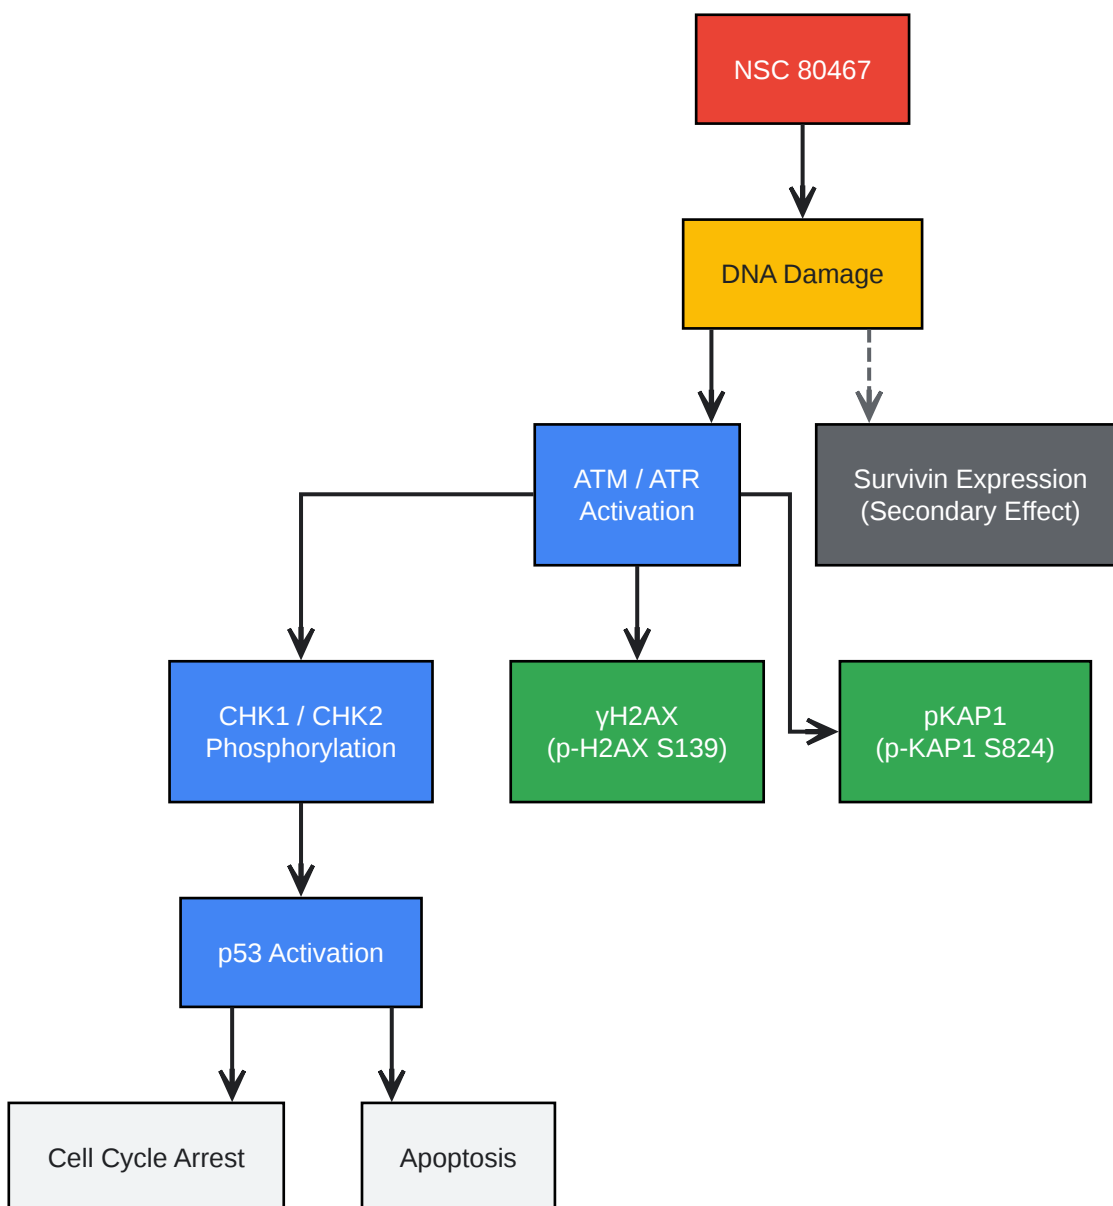 NSC 80467
DNA Damage
ATM / ATR
Activation
Survivin Expression
(Secondary Effect)
CHK1 / CHK2
Phosphorylation
γH2AX
(p-H2AX S139)
pKAP1
(p-KAP1 S824)
p53 Activation
Cell Cycle Arrest
Apoptosis